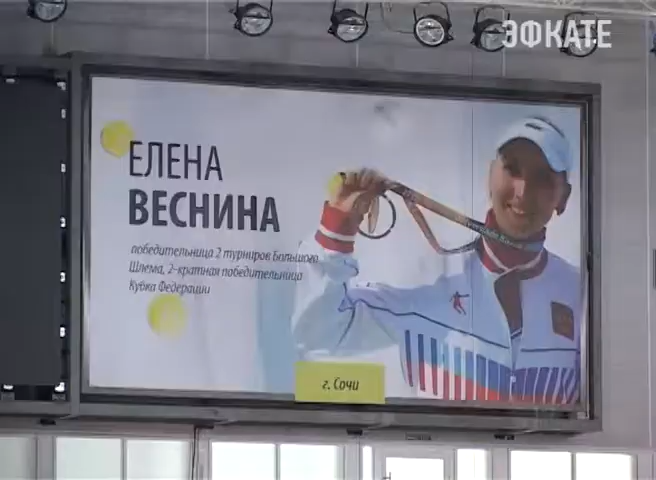 ЭФКАТЕ
ЕЛЕНА
ВЕСНИНА
победительница 2 турниров Большого
Шлема, 2-кратная победительница
Кубка Федерации
г. Сочи